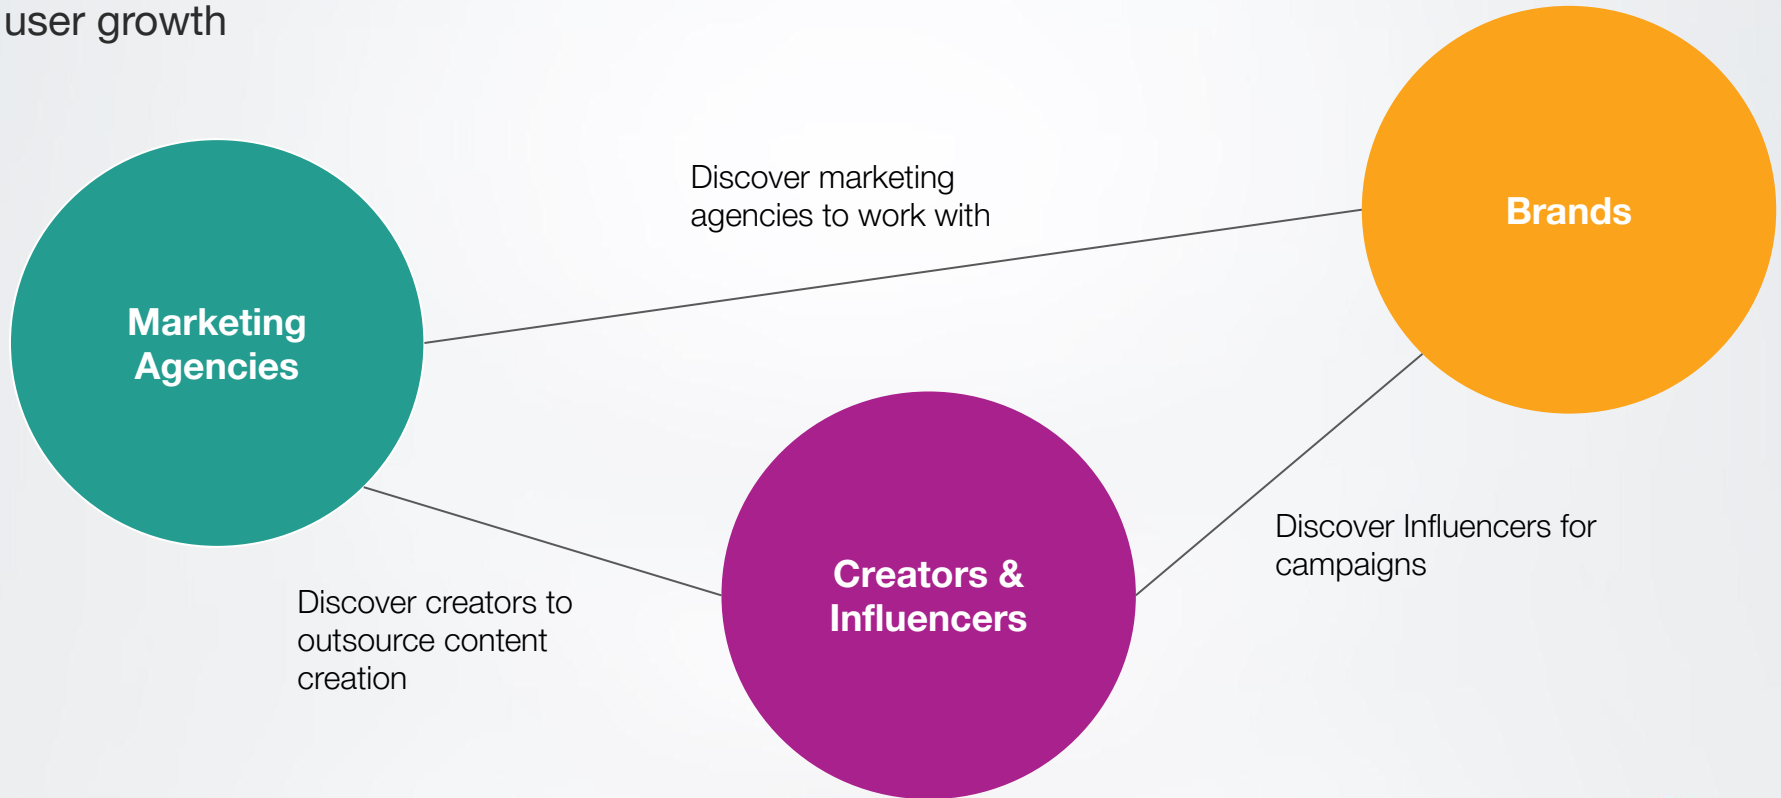 user growth
Discover marketing
agencies to work with
Brands
Marketing
Agencies
Discover Influencers for
campaigns
Creators &
Influencers
Discover creators to
outsource content
creation